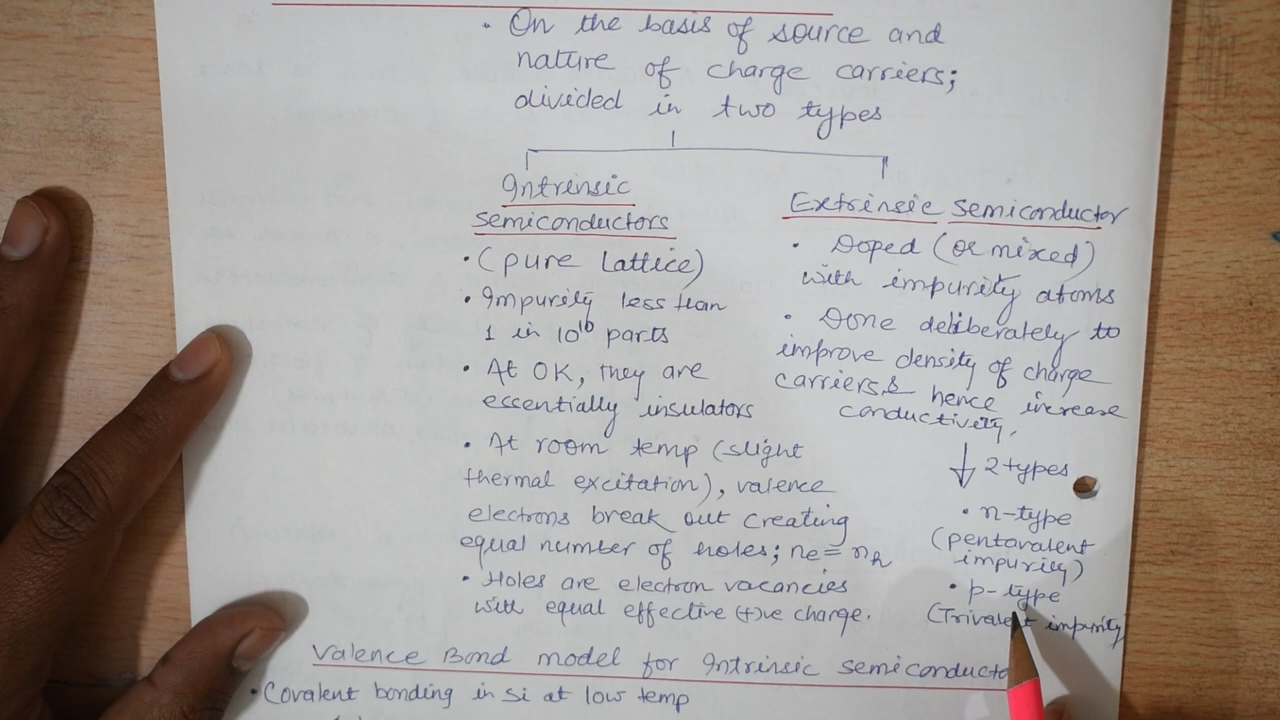 • On the basis of source and
nature of charge carriers;
divided in two types
Intrinsic
Semiconductors
• (pure Lattice)
• Impurity less than
1 in 10¹⁰ parts
• At 0K, they are
essentially insulators
• At room temp (slight
thermal excitation), valence
electrons break out creating
equal number of holes; ne = nh
• Holes are electron vacancies
with equal effective (+)ve charge.
Extrinsic Semiconductor
• Doped (or mixed)
with impurity atoms
• Done deliberately to
improve density of charge
carriers, & hence increase
conductivity.
2 types
• n-type
(pentavalent
impurity)
• p-type
(Trivalent impurity
Valence Bond model for Intrinsic Semiconducto
• Covalent bonding in Si at low temp